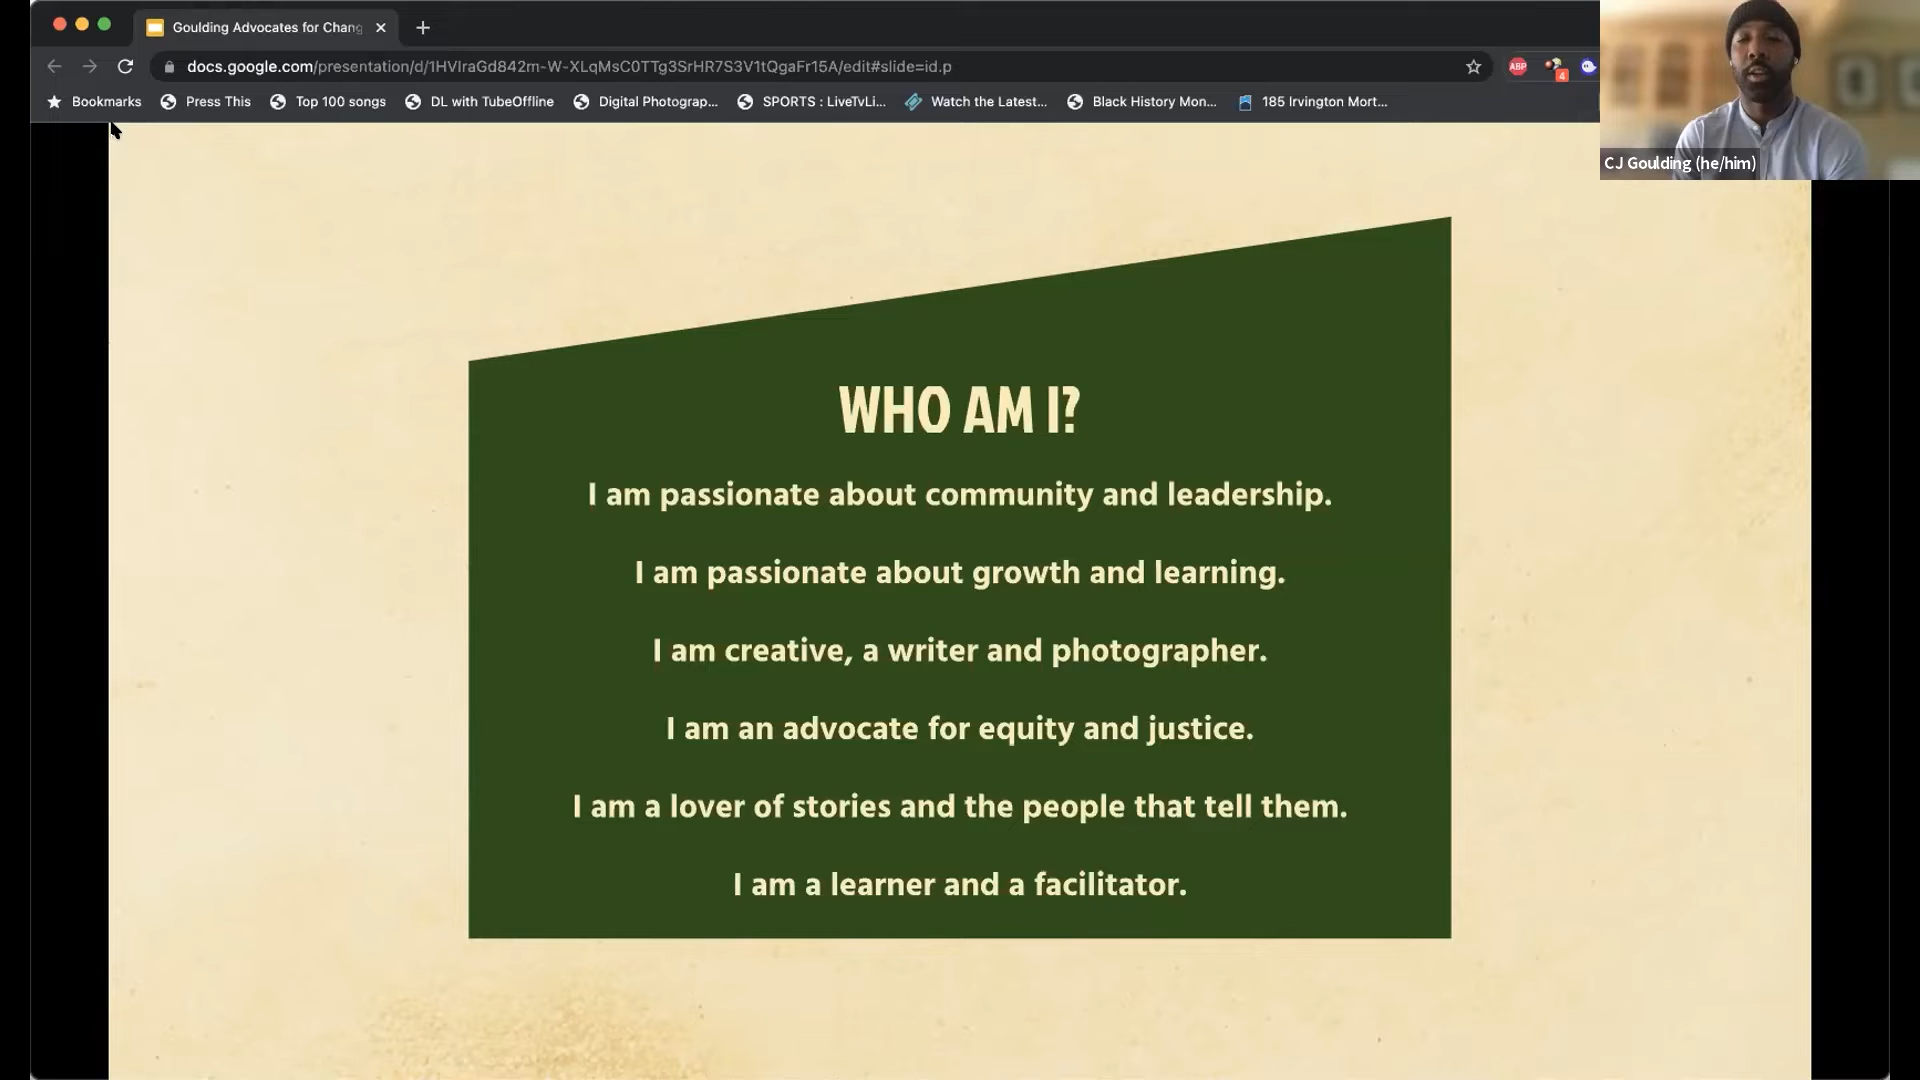 Goulding Advocates for Chang
docs.google.com/presentation/d/1HVIraGd842m-W-XLqMsC0TTg3SrHR7S3V1tQgaFr15A/edit#slide=id.p
ABP
4
Bookmarks
Press This
Top 100 songs
DL with TubeOffline
Digital Photograp...
SPORTS : LiveTvLi...
Watch the Latest...
Black History Mon...
185 Irvington Mort...
CJ Goulding (he/him)
WHO AM I?
I am passionate about community and leadership.
I am passionate about growth and learning.
I am creative, a writer and photographer.
I am an advocate for equity and justice.
I am a lover of stories and the people that tell them.
I am a learner and a facilitator.